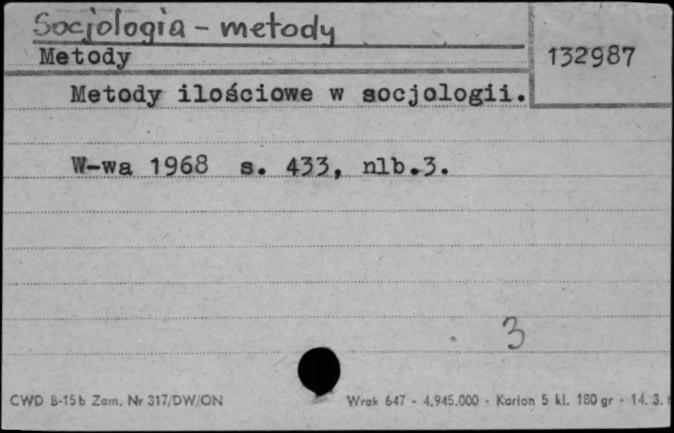 Socjologia - metody
Metody
132987
Metody ilościowe w socjologii.
W-wa 1968 s. 433, nlb.3.
3
CWD B-15b Zam. Nr 317/DW/ON
Wrak 647 - 4.945.000 - Karton 5 kl. 180 gr - 14. 3.